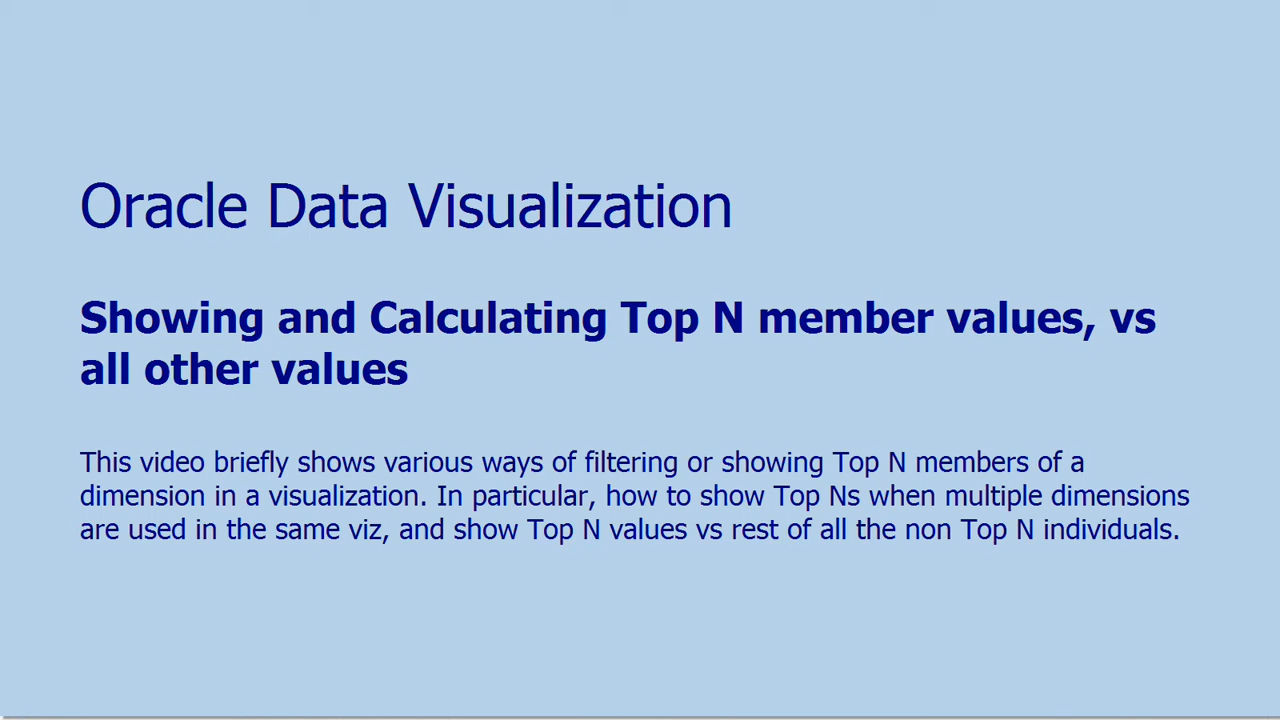 Oracle Data Visualization
Showing and Calculating Top N member values, vs
all other values
This video briefly shows various ways of filtering or showing Top N members of a
dimension in a visualization. In particular, how to show Top Ns when multiple dimensions
are used in the same viz, and show Top N values vs rest of all the non Top N individuals.